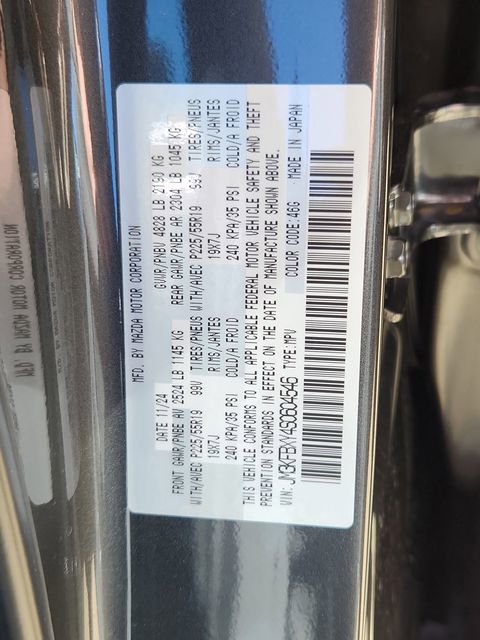 MFD. BY MAZDA MOTOR CORPORATION
DATE 11/24 GVWR/PNBV 4828 LB 2190 KG
FRONT GAWR/PNBE AV 2524 LB 1145 KG REAR GAWR/PNBE AR 2304 LB 1045 KG
WITH/AVEC P225/55R19 99V TIRES/PNEUS WITH/AVEC P225/55R19 99V TIRES/PNEUS
19X7J RIMS/JANTES 19X7J RIMS/JANTES
240 KPA/35 PSI COLD/A FROID 240 KPA/35 PSI COLD/A FROID
THIS VEHICLE CONFORMS TO ALL APPLICABLE FEDERAL MOTOR VEHICLE SAFETY AND THEFT
PREVENTION STANDARDS IN EFFECT ON THE DATE OF MANUFACTURE SHOWN ABOVE.
VIN: JM3KFBXY4S0604546 TYPE: MPV COLOR CODE: 46G MADE IN JAPAN